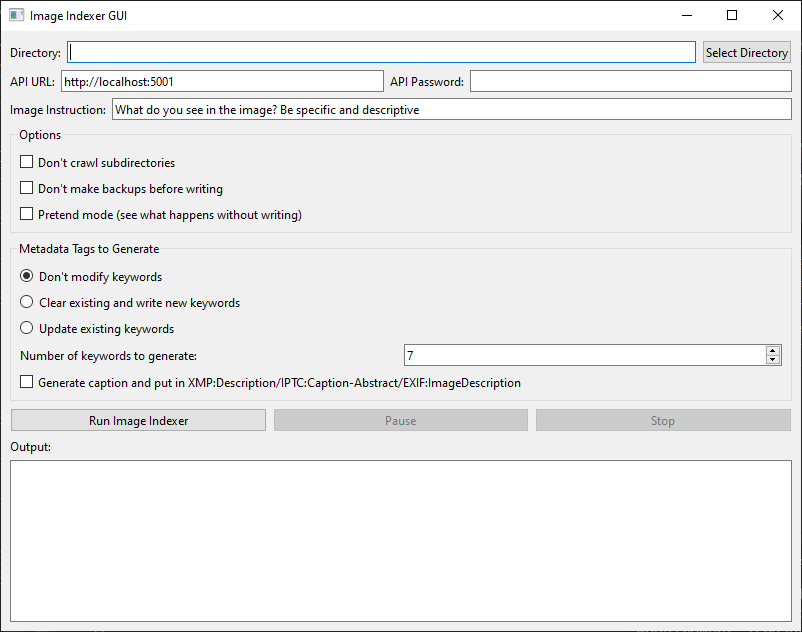 Image Indexer GUI
Directory: Select Directory
API URL: http://localhost:5001 API Password:
Image Instruction: What do you see in the image? Be specific and descriptive
Options
Don't crawl subdirectories
Don't make backups before writing
Pretend mode (see what happens without writing)
Metadata Tags to Generate
Don't modify keywords
Clear existing and write new keywords
Update existing keywords
Number of keywords to generate: 7
Generate caption and put in XMP:Description/IPTC:Caption-Abstract/EXIF:ImageDescription
Run Image Indexer Pause Stop
Output: